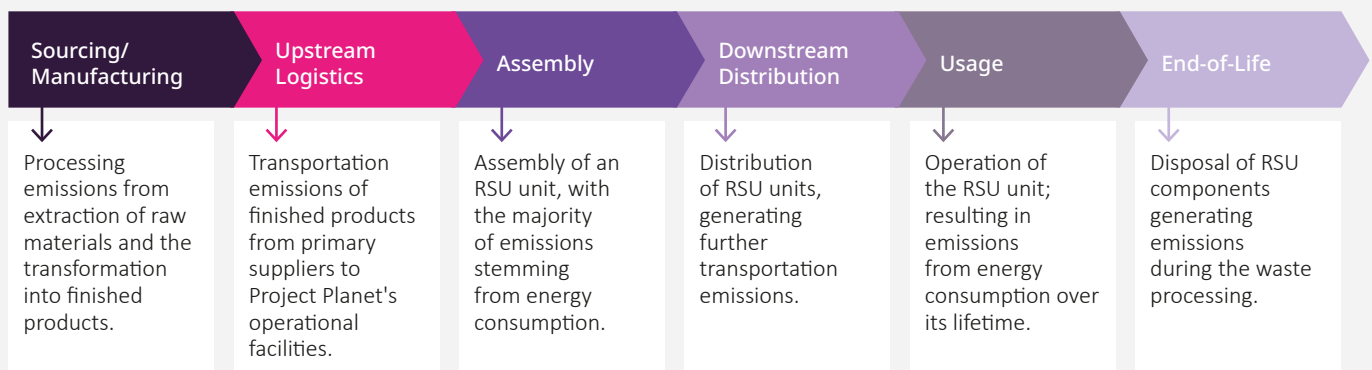 Sourcing/
Manufacturing
Upstream
Logistics
Assembly
Downstream
Distribution
Usage
End-of-Life
Processing
emissions from
extraction of raw
materials and the
transformation
into finished
products.
Transportation
emissions of
finished products
from primary
suppliers to
Project Planet's
operational
facilities.
Assembly of an
RSU unit, with
the majority
of emissions
stemming
from energy
consumption.
Distribution
of RSU units,
generating
further
transportation
emissions.
Operation of
the RSU unit;
resulting in
emissions
from energy
consumption over
its lifetime.
Disposal of RSU
components
generating
emissions
during the waste
processing.